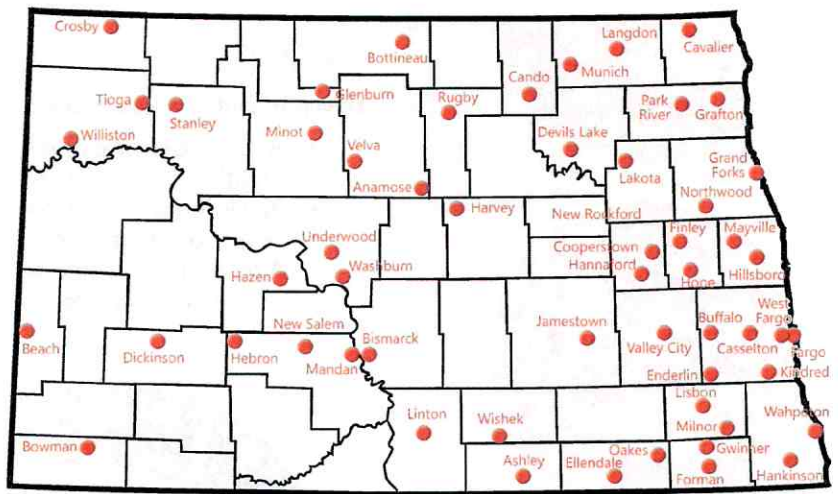 Crosby
Bottineau
Langdon
Cavalier
Munich
Cando
Tioga
Stanley
Glenburn
Rugby
Park
River
Grafton
Williston
Minot
Velva
Devils Lake
Anamose
Lakota
Grand
Forks
Northwood
Harvey
New Rockford
Underwood
Washburn
Hazen
Cooperstown
Hannaford
Finley
Hope
Mayville
Hillsboro
New Salem
Beach
Dickinson
Hebron
Mandan
Bismarck
Jamestown
Valley City
Buffalo
West
Fargo
Casselton
Fargo
Enderlin
Kindred
Linton
Wishek
Lisbon
Milnor
Wahpeton
Bowman
Ashley
Ellendale
Oakes
Gwinner
Forman
Hankinson